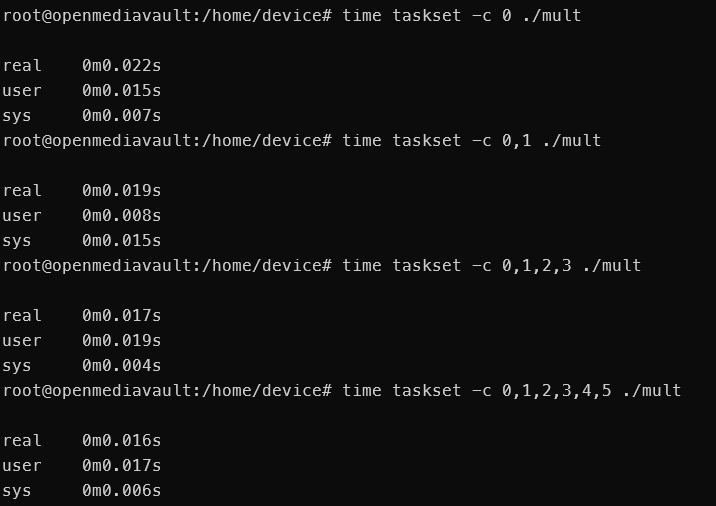 root@openmediavault:/home/device# time taskset -c 0 ./mult

real    0m0.022s
user    0m0.015s
sys     0m0.007s
root@openmediavault:/home/device# time taskset -c 0,1 ./mult

real    0m0.019s
user    0m0.008s
sys     0m0.015s
root@openmediavault:/home/device# time taskset -c 0,1,2,3 ./mult

real    0m0.017s
user    0m0.019s
sys     0m0.004s
root@openmediavault:/home/device# time taskset -c 0,1,2,3,4,5 ./mult

real    0m0.016s
user    0m0.017s
sys     0m0.006s